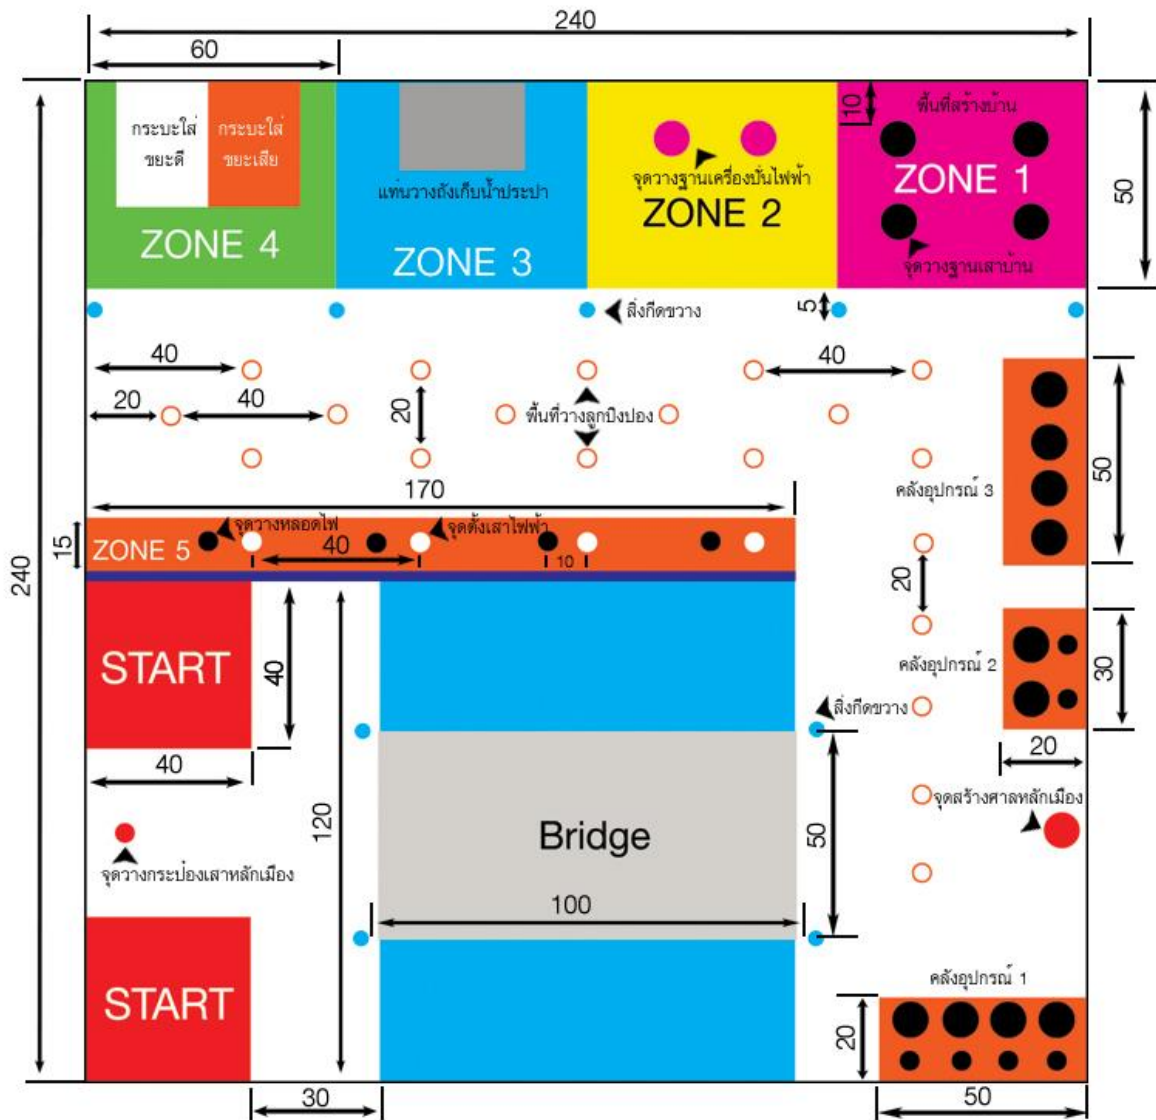 240
60
กระบะใส่
ขยะดี
กระบะใส่
ขยะเสีย
ZONE 4
แท่นวางถังเก็บน้ำประปา
ZONE 3
จุดวางฐานเครื่องปั่นไฟฟ้า
ZONE 2
10
พื้นที่สร้างบ้าน
ZONE 1
จุดวางฐานเสาบ้าน
50
สิ่งกีดขวาง
5
40
40
20
40
20
พื้นที่วางลูกปิงปอง
170
คลังอุปกรณ์ 3
50
15
ZONE 5
จุดวางหลอดไฟ
40
จุดตั้งเสาไฟฟ้า
10
240
20
START
40
40
คลังอุปกรณ์ 2
30
20
สิ่งกีดขวาง
120
จุดสร้างศาลหลักเมือง
Bridge
50
จุดวางกระป๋องเสาหลักเมือง
100
START
คลังอุปกรณ์ 1
20
30
50